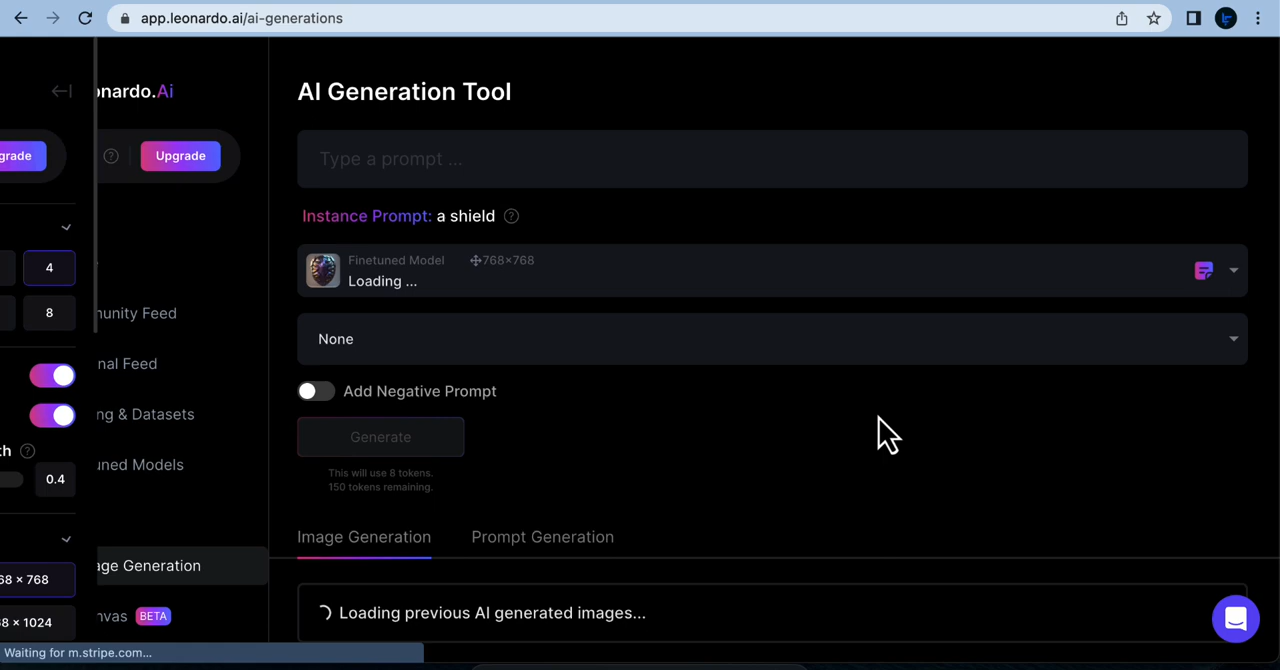 app.leonardo.ai/ai-generations
onardo.Ai
grade
Upgrade
4
8
unity Feed
nal Feed
ng & Datasets
uned Models
th
0.4
age Generation
68 × 768
nvas BETA
8 × 1024
AI Generation Tool
Type a prompt ...
Instance Prompt: a shield
Finetuned Model 768×768
Loading ...
None
Add Negative Prompt
Generate
This will use 8 tokens.
150 tokens remaining.
Image Generation Prompt Generation
Loading previous AI generated images...
Waiting for m.stripe.com...